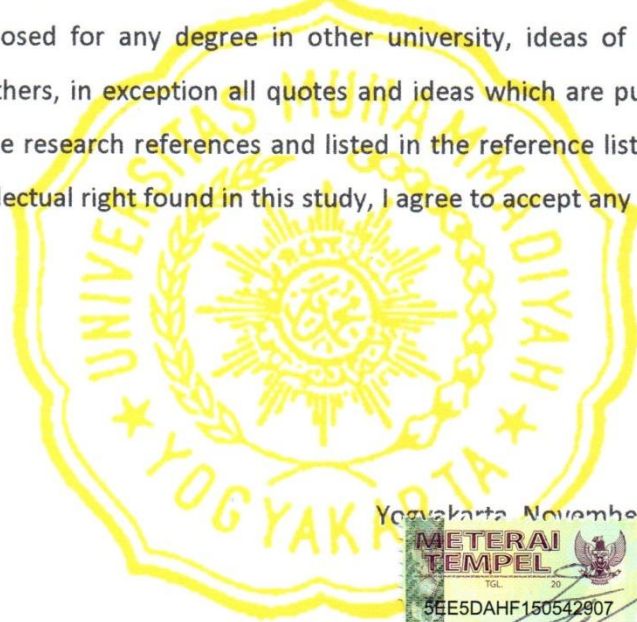 osed for any degree in other university, ideas of
thers, in exception all quotes and ideas which are pu
e research references and listed in the reference list
llectual right found in this study, I agree to accept any
UNIVERSITAS MUHAMMADIYAH
YOGYAKARTA
Yogyakarta, Novembe
METERAI
TEMPEL
TGL. 20
5EE5DAHF150542907